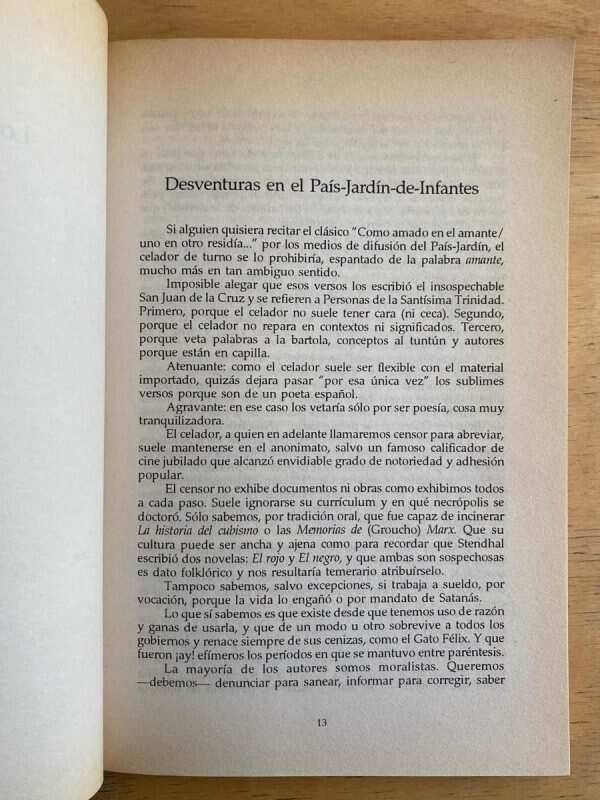 Desventuras en el País-Jardín-de-Infantes
Si alguien quisiera recitar el clásico "Como amado en el amante/
uno en otro residía..." por los medios de difusión del País-Jardín, el
celador de turno se lo prohibiría, espantado de la palabra amante,
mucho más en tan ambiguo sentido.
Imposible alegar que esos versos los escribió el insospechable
San Juan de la Cruz y se refieren a Personas de la Santísima Trinidad.
Primero, porque el celador no suele tener cara (ni ceca). Segundo,
porque el celador no repara en contextos ni significados. Tercero,
porque veta palabras a la bartola, conceptos al tuntún y autores
porque están en capilla.
Atenuante: como el celador suele ser flexible con el material
importado, quizás dejara pasar "por esa única vez" los sublimes
versos porque son de un poeta español.
Agravante: en ese caso los vetaría sólo por ser poesía, cosa muy
tranquilizadora.
El celador, a quien en adelante llamaremos censor para abreviar,
suele mantenerse en el anonimato, salvo un famoso calificador de
cine jubilado que alcanzó envidiable grado de notoriedad y adhesión
popular.
El censor no exhibe documentos ni obras como exhibimos todos
a cada paso. Suele ignorarse su currículum y en qué necrópolis se
doctoró. Sólo sabemos, por tradición oral, que fue capaz de incinerar
La historia del cubismo o las Memorias de (Groucho) Marx. Que su
cultura puede ser ancha y ajena como para recordar que Stendhal
escribió dos novelas: El rojo y El negro, y que ambas son sospechosas
es dato folklórico y nos resultaría temerario atribuírselo.
Tampoco sabemos, salvo excepciones, si trabaja a sueldo, por
vocación, porque la vida lo engañó o por mandato de Satanás.
Lo que sí sabemos es que existe desde que tenemos uso de razón
y ganas de usarla, y que de un modo u otro sobrevive a todos los
gobiernos y renace siempre de sus cenizas, como el Gato Félix. Y que
fueron ¡ay! efímeros los períodos en que se mantuvo entre paréntesis.
La mayoría de los autores somos moralistas. Queremos
—debemos— denunciar para sanear, informar para corregir, saber
13